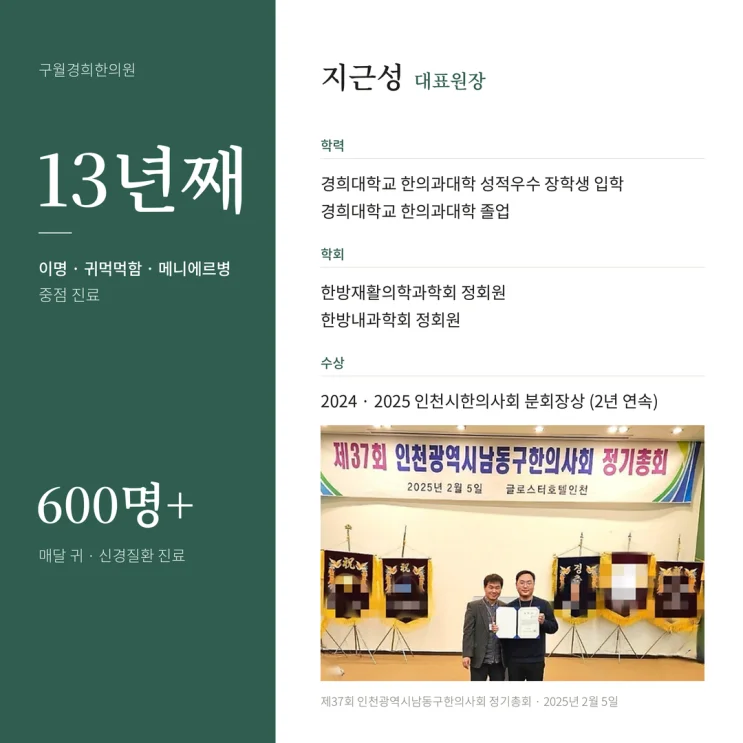 구월경희한의원
13년째
이명 · 귀먹먹함 · 메니에르병
중점 진료
600명+
매달 귀 · 신경질환 진료
지근성 대표원장
학력
경희대학교 한의과대학 성적우수 장학생 입학
경희대학교 한의과대학 졸업
학회
한방재활의학과학회 정회원
한방내과학회 정회원
수상
2024 · 2025 인천시한의사회 분회장상 (2년 연속)
제37회 인천광역시남동구한의사회 정기총회
2025년 2월 5일 글로스터호텔인천
祝
祝
경축
제37회 인천광역시남동구한의사회 정기총회 · 2025년 2월 5일